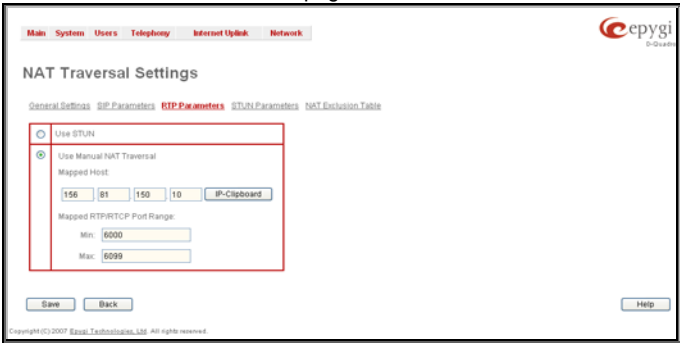 epygi
Main System Users Telephony Internet Uplink Network
epygi
D-Quadro
NAT Traversal Settings
General Settings SIP Parameters RTP Parameters STUN Parameters NAT Exclusion Table
Use STUN
Use Manual NAT Traversal
Mapped Host:
156 81 150 10 IP-Clipboard
Mapped RTP/RTCP Port Range:
Min: 6000
Max: 6099
Save Back Help
Copyright (C) 2007 Epygi Technologies, Ltd. All rights reserved.